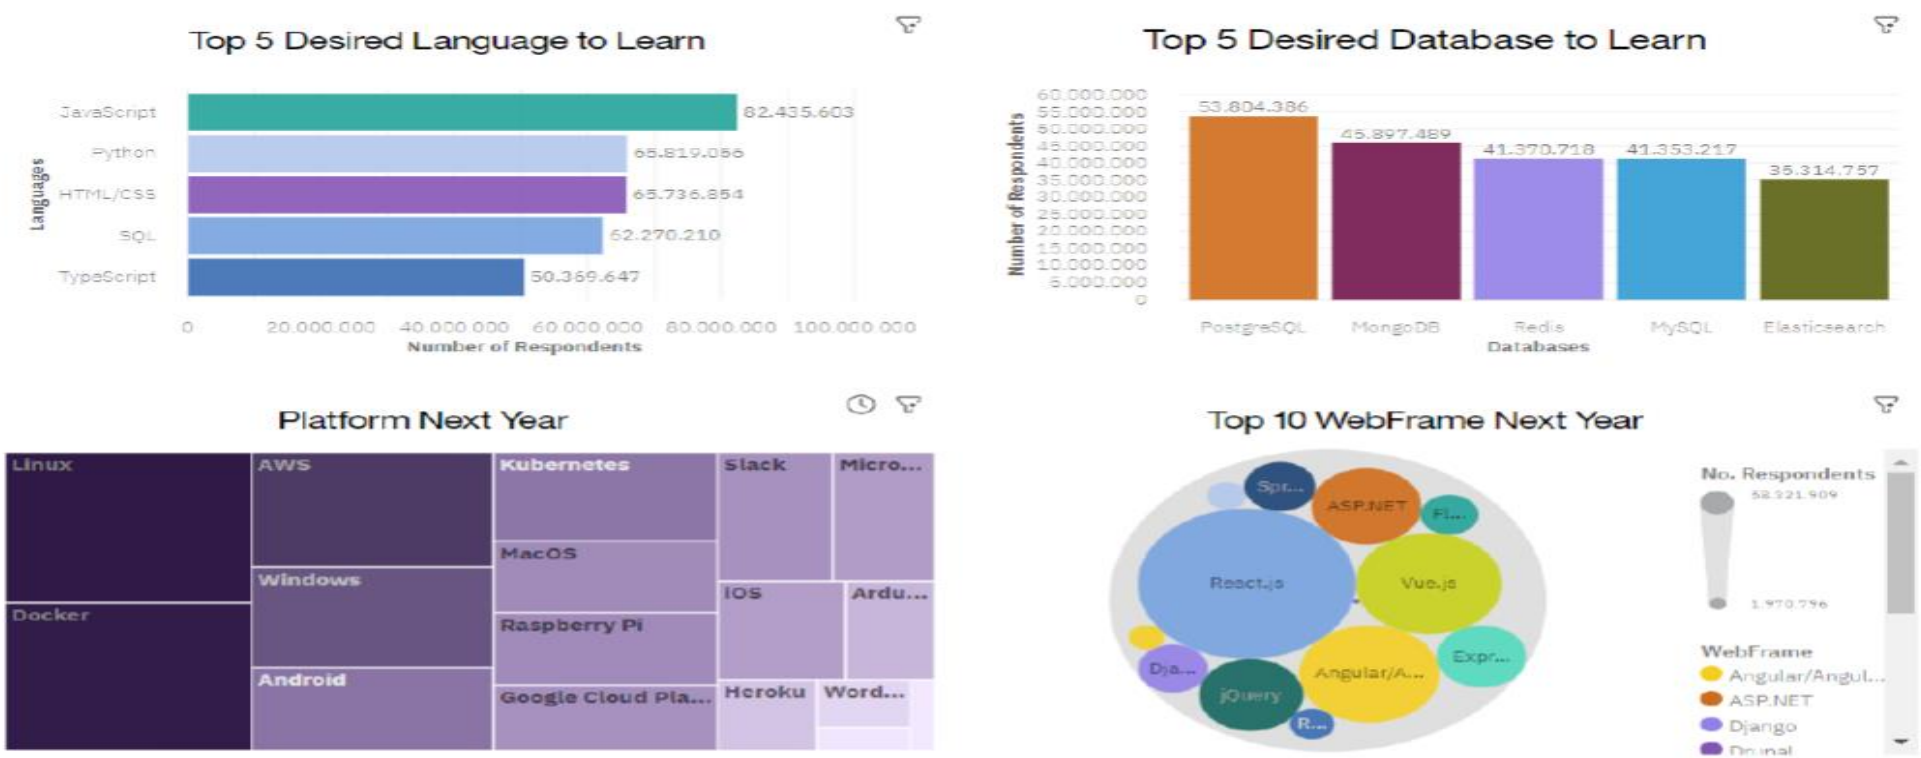 Top 5 Desired Language to Learn
Languages
JavaScript
82.435.603
Python
65.819.056
HTML/CSS
65.736.854
SQL
62.270.210
TypeScript
50.369.647
0 20.000.000 40.000.000 60.000.000 80.000.000 100.000.000
Number of Respondents
Top 5 Desired Database to Learn
Number of Respondents
60.000.000
55.000.000
50.000.000
45.000.000
40.000.000
35.000.000
30.000.000
25.000.000
20.000.000
15.000.000
10.000.000
5.000.000
0
53.804.386
45.897.489
41.370.718
41.353.217
35.314.757
PostgreSQL MongoDB Redis MySQL Elasticsearch
Databases
Platform Next Year
Linux
Docker
AWS
Windows
Android
Kubernetes
MacOS
Raspberry Pi
Google Cloud Pla...
Slack
Micro...
IOS
Ardu...
Heroku
Word...
Top 10 WebFrame Next Year
Spr...
ASP.NET
Fl...
React.js
Vue.js
Expr...
Dja...
jQuery
Angular/A...
R...
No. Respondents
58.321.909
1.970.796
WebFrame
Angular/Angul...
ASP.NET
Django
Drupal